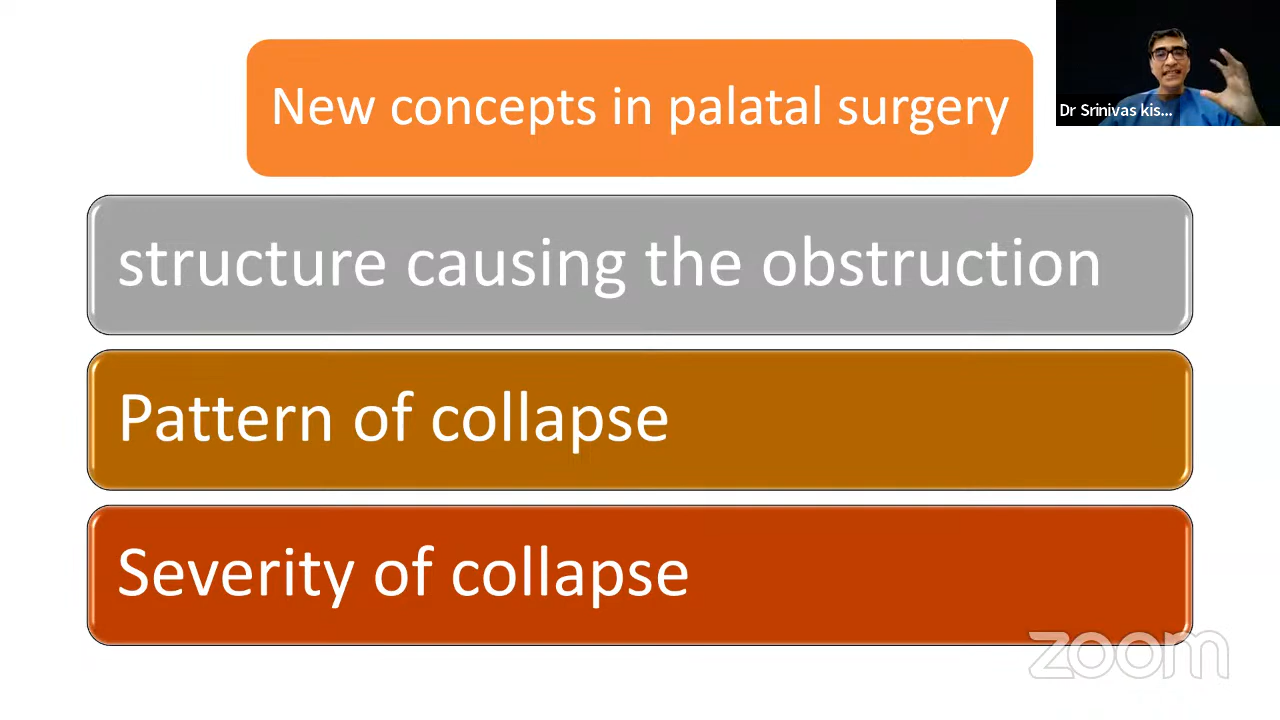 New concepts in palatal surgery
Dr Srinivas kis...
structure causing the obstruction
Pattern of collapse
Severity of collapse
zoom